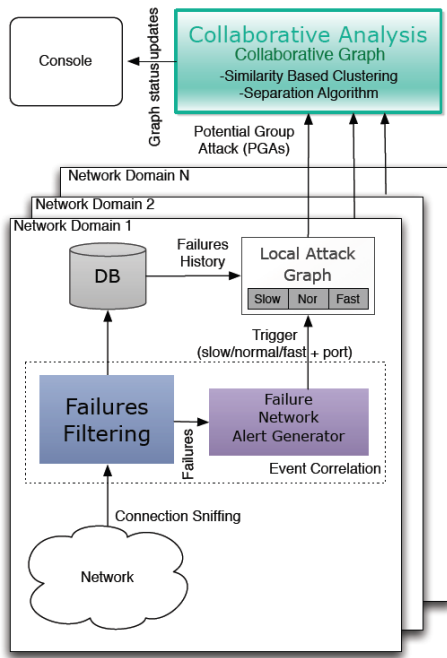 Collaborative Analysis
Collaborative Graph
-Similarity Based Clustering
-Separation Algorithm
Console
Graph status updates
Potential Group
Attack (PGAs)
Network Domain N
Network Domain 2
Network Domain 1
DB
Failures
History
Local Attack
Graph
Slow Nor Fast
Trigger
(slow/normal/fast + port)
Failures
Filtering
Failures
Failure
Network
Alert Generator
Event Correlation
Connection Sniffing
Network